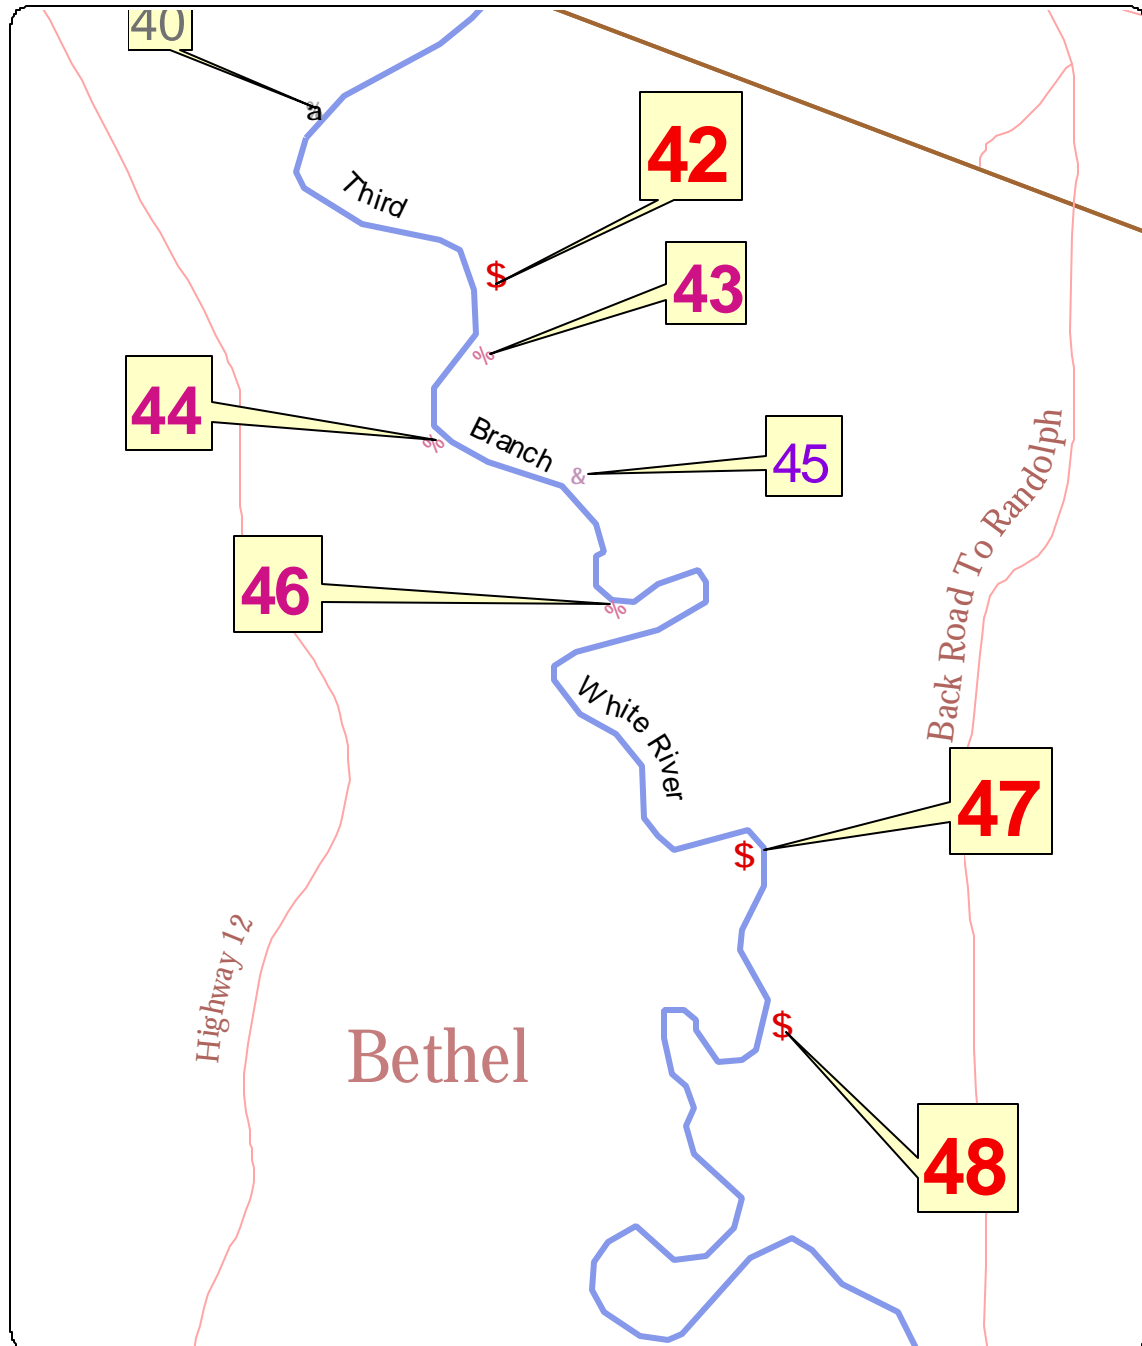 40
a
Third
42
$
43
%
44
%
Branch
&
45
46
%
White River
Back Road To Randolph
47
$
Highway 12
Bethel
$
48